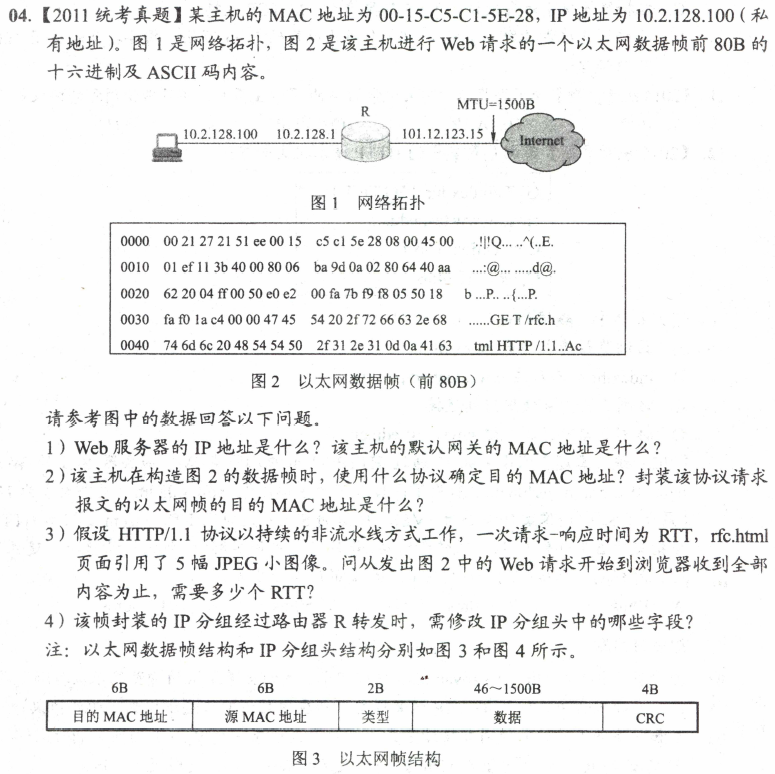 04.【2011 统考真题】某主机的 MAC 地址为 00-15-C5-C1-5E-28，IP 地址为 10.2.128.100（私
有地址）。图 1 是网络拓扑，图 2 是该主机进行 Web 请求的一个以太网数据帧前 80B 的
十六进制及 ASCII 码内容。
R
MTU=1500B
10.2.128.100 10.2.128.1 101.12.123.15 Internet
图 1 网络拓扑
0000 00 21 27 21 51 ee 00 15 c5 c1 5e 28 08 00 45 00 .!|!Q... ..^(..E.
0010 01 ef 11 3b 40 00 80 06 ba 9d 0a 02 80 64 40 aa ...:@... .....d@.
0020 62 20 04 ff 00 50 e0 e2 00 fa 7b f9 f8 05 50 18 b ...P.. ..{...P.
0030 fa f0 1a c4 00 00 47 45 54 20 2f 72 66 63 2e 68 ......GE T /rfc.h
0040 74 6d 6c 20 48 54 54 50 2f 31 2e 31 0d 0a 41 63 tml HTTP /1.1..Ac
图 2 以太网数据帧（前 80B）
请参考图中的数据回答以下问题。
1）Web 服务器的 IP 地址是什么？该主机的默认网关的 MAC 地址是什么？
2）该主机在构造图 2 的数据帧时，使用什么协议确定目的 MAC 地址？封装该协议请求
报文的以太网帧的目的 MAC 地址是什么？
3）假设 HTTP/1.1 协议以持续的非流水线方式工作，一次请求-响应时间为 RTT，rfc.html
页面引用了 5 幅 JPEG 小图像。问从发出图 2 中的 Web 请求开始到浏览器收到全部
内容为止，需要多少个 RTT？
4）该帧封装的 IP 分组经过路由器 R 转发时，需修改 IP 分组头中的哪些字段？
注：以太网数据帧结构和 IP 分组头结构分别如图 3 和图 4 所示。
6B 6B 2B 46～1500B 4B
目的 MAC 地址 源 MAC 地址 类型 数据 CRC
图 3 以太网帧结构